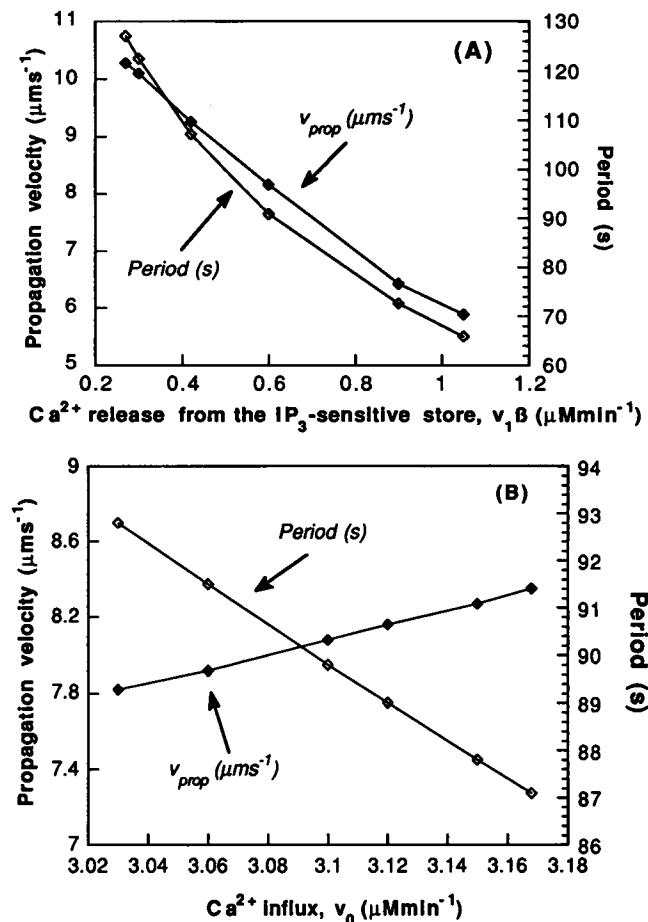 (A)
11
10
9
8
7
6
5
Propagation velocity (µms⁻¹)
130
120
110
100
90
80
70
60
Period (s)
v_prop (µms⁻¹)
Period (s)
0.2 0.4 0.6 0.8 1 1.2
Ca²⁺ release from the IP₃-sensitive store, v₁ß (µMmin⁻¹)
(B)
9
8.6
8.2
7.8
7.4
7
Propagation velocity (µms⁻¹)
94
93
92
91
90
89
88
87
86
Period (s)
Period (s)
v_prop (µms⁻¹)
3.02 3.04 3.06 3.08 3.10 3.12 3.14 3.16 3.18
Ca²⁺ influx, v₀ (µMmin⁻¹)